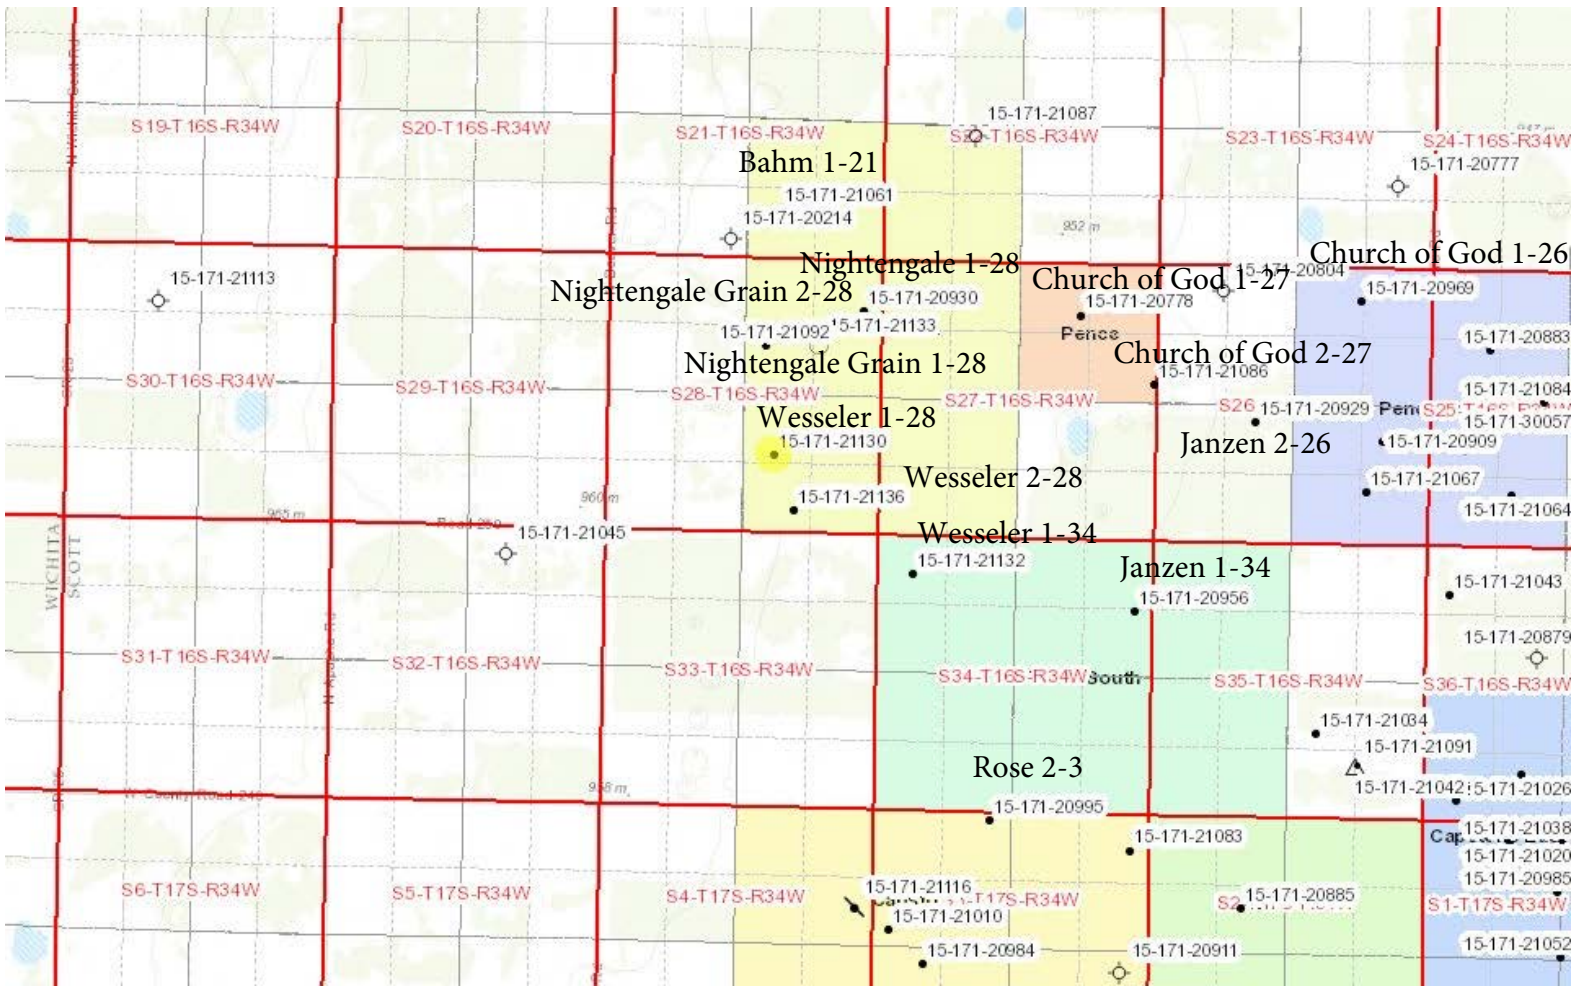 15-171-21087
S19-T16S-R34W
S20-T16S-R34W
S21-T16S-R34W
T16S-R34W
S23-T16S-R34W
S24-T16S-R34W
Bahm 1-21
15-171-20777
15-171-21061
15-171-20214
952 m
Church of God 1-26
Nightengale 1-28
15-171-20804
15-171-21113
Church of God 1-27
Nightengale Grain 2-28
15-171-20930
15-171-20778
15-171-20969
15-171-21092
15-171-21133
Pence
15-171-20883
Nightengale Grain 1-28
Church of God 2-27
15-171-21086
S30-T16S-R34W
S29-T16S-R34W
S28-T16S-R34W
S27-T16S-R34W
15-171-21084
S26
15-171-20929
15-171-30057
Wesseler 1-28
15-171-21130
Janzen 2-26
15-171-20909
Wesseler 2-28
15-171-21067
15-171-21136
15-171-21064
960 m
965 m
Wesseler 1-34
15-171-21045
WICHITA
SCOTT
15-171-21132
Janzen 1-34
15-171-20956
15-171-21043
15-171-20879
S31-T16S-R34W
S32-T16S-R34W
S33-T16S-R34W
S34-T16S-R34W
South
S35-T16S-R34W
S36-T16S-R34W
15-171-21034
15-171-21091
Rose 2-3
15-171-21042
15-171-21026
958 m
15-171-20995
15-171-21083
15-171-21038
15-171-21020
15-171-20985
S6-T17S-R34W
S5-T17S-R34W
S4-T17S-R34W
15-171-21116
T17S-R34W
15-171-20885
S1-T17S-R34W
15-171-21010
15-171-20984
15-171-20911
15-171-21052